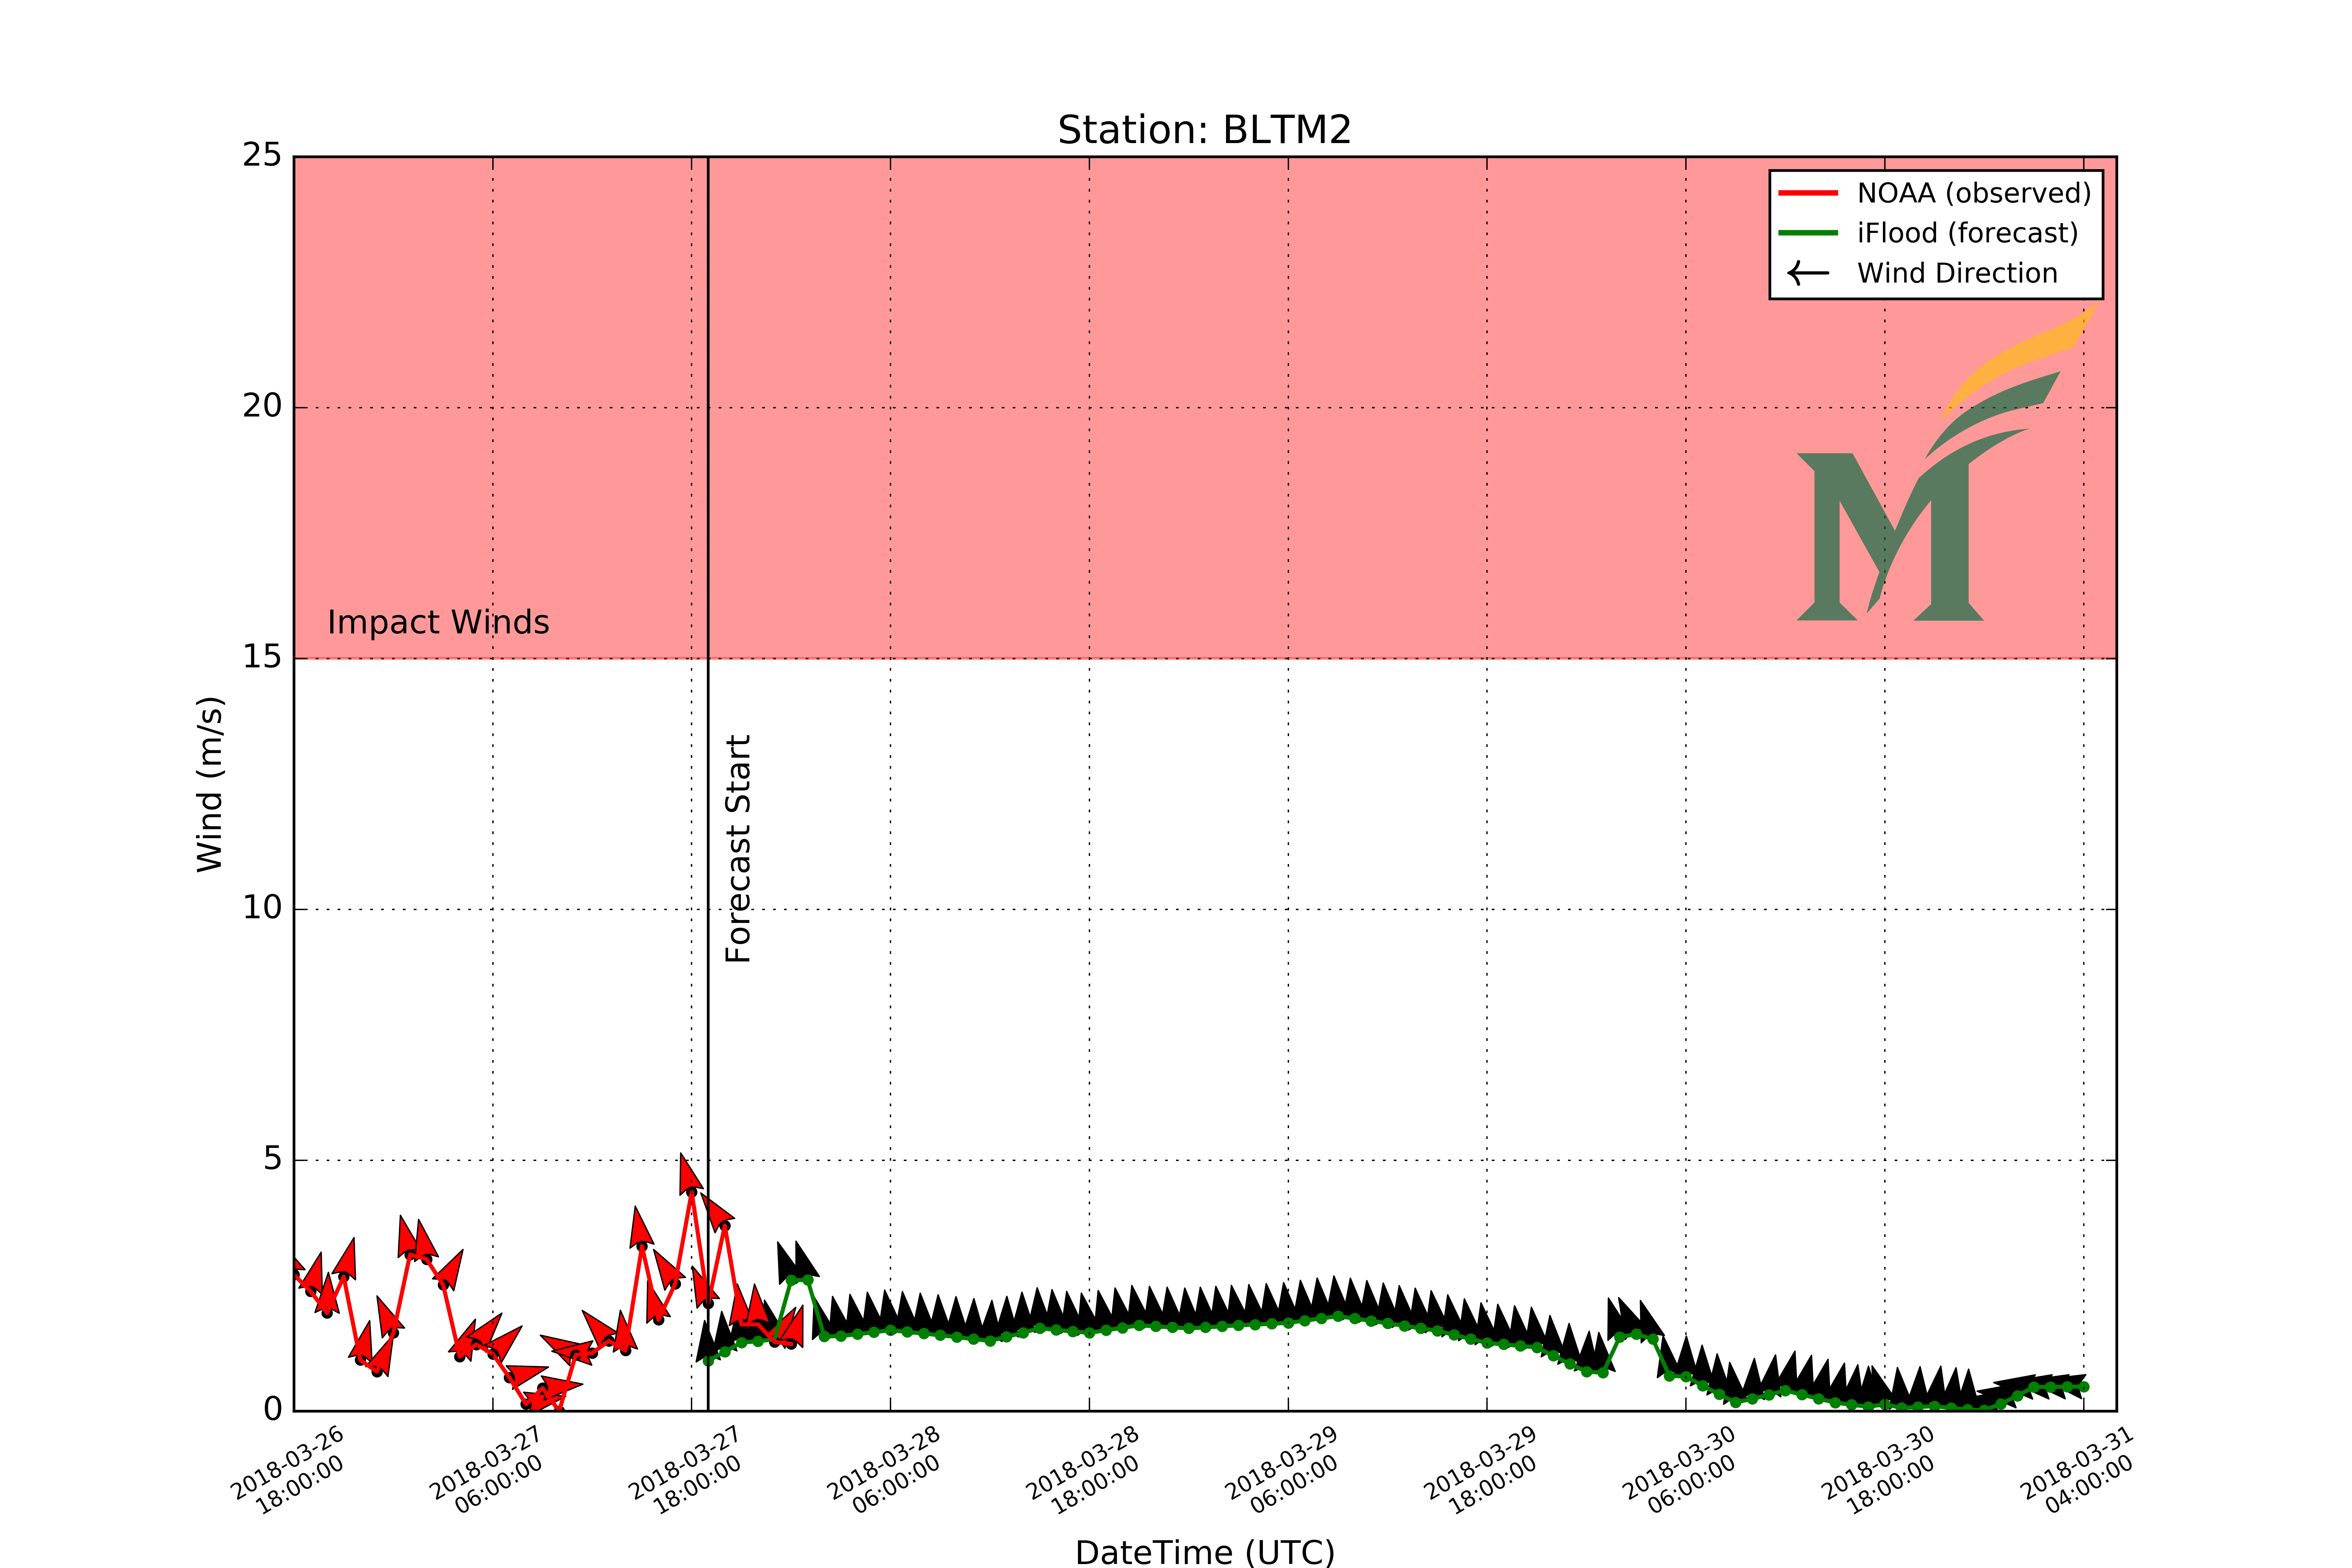 Station: BLTM2
25
20
15
10
5
0
Wind (m/s)
NOAA (observed)
iFlood (forecast)
Wind Direction
M
Impact Winds
Forecast Start
2018-03-26
18:00:00
2018-03-27
06:00:00
2018-03-27
18:00:00
2018-03-28
06:00:00
2018-03-28
18:00:00
2018-03-29
06:00:00
2018-03-29
18:00:00
2018-03-30
06:00:00
2018-03-30
18:00:00
2018-03-31
04:00:00
DateTime (UTC)